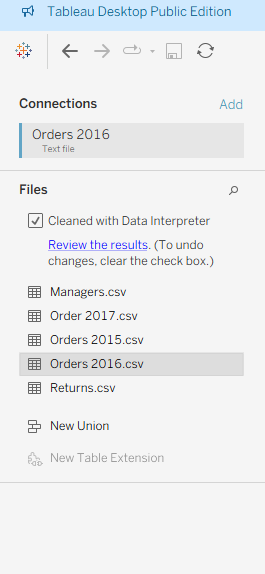 Tableau Desktop Public Edition
Connections Add
Orders 2016
Text file
Files
Cleaned with Data Interpreter
Review the results. (To undo
changes, clear the check box.)
Managers.csv
Order 2017.csv
Orders 2015.csv
Orders 2016.csv
Returns.csv
New Union
New Table Extension